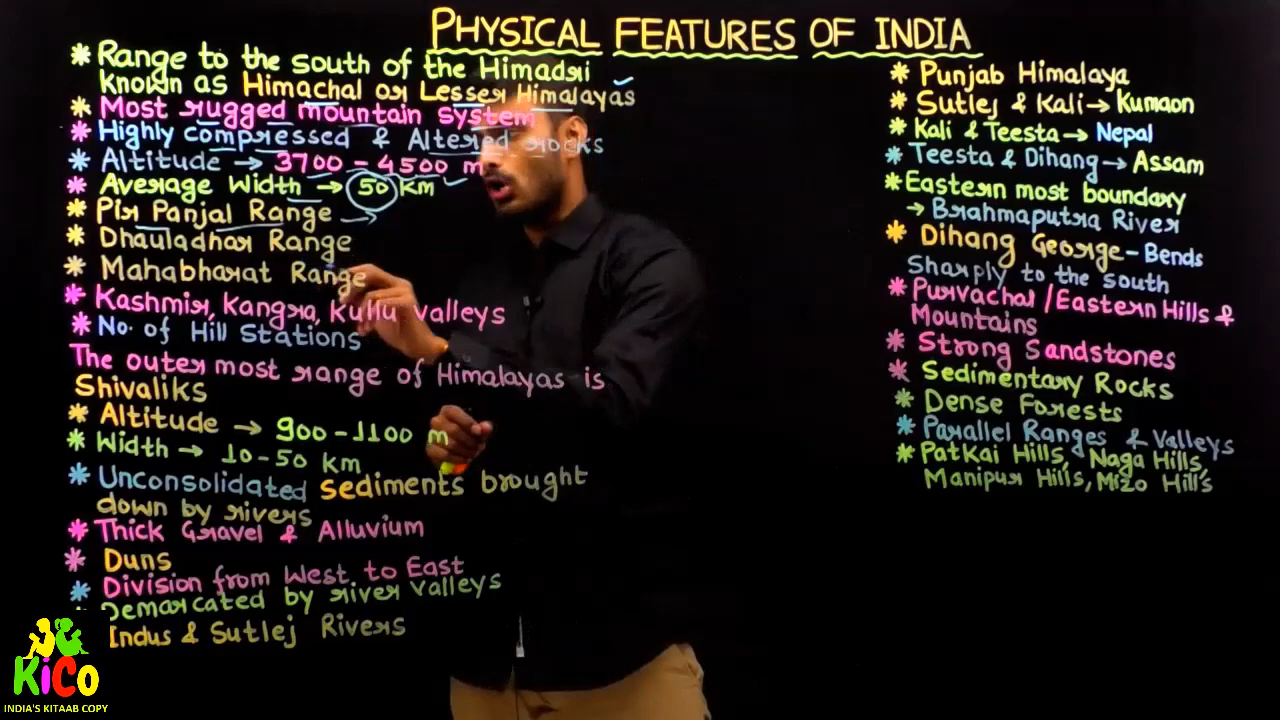 PHYSICAL FEATURES OF INDIA
* Range to the south of the Himadri
known as Himachal or Lesser Himalayas
* Most rugged mountain system
* Highly compressed & Altered rocks
* Altitude → 3700 - 4500 m
* Average Width → 50 km
* Pir Panjal Range
* Dhauladhar Range
* Mahabharat Range
* Kashmir, Kangra, Kullu valleys
* No. of Hill Stations
The outer most range of Himalayas is
Shivaliks
* Altitude → 900 - 1100 m
* Width → 10-50 km
* Unconsolidated sediments brought
down by rivers
* Thick Gravel & Alluvium
* Duns
* Division from West to East
* Demarcated by river valleys
Indus & Sutlej Rivers
* Punjab Himalaya
* Sutlej & Kali → Kumaon
* Kali & Teesta → Nepal
* Teesta & Dihang → Assam
* Eastern most boundary
→ Brahmaputra River
* Dihang George - Bends
Sharply to the south
* Purvachal / Eastern Hills &
Mountains
* Strong Sandstones
* Sedimentary Rocks
* Dense Forests
* Parallel Ranges & Valleys
* Patkai Hills, Naga Hills,
Manipur Hills, Mizo Hills
KiCo
INDIA'S KITAAB COPY